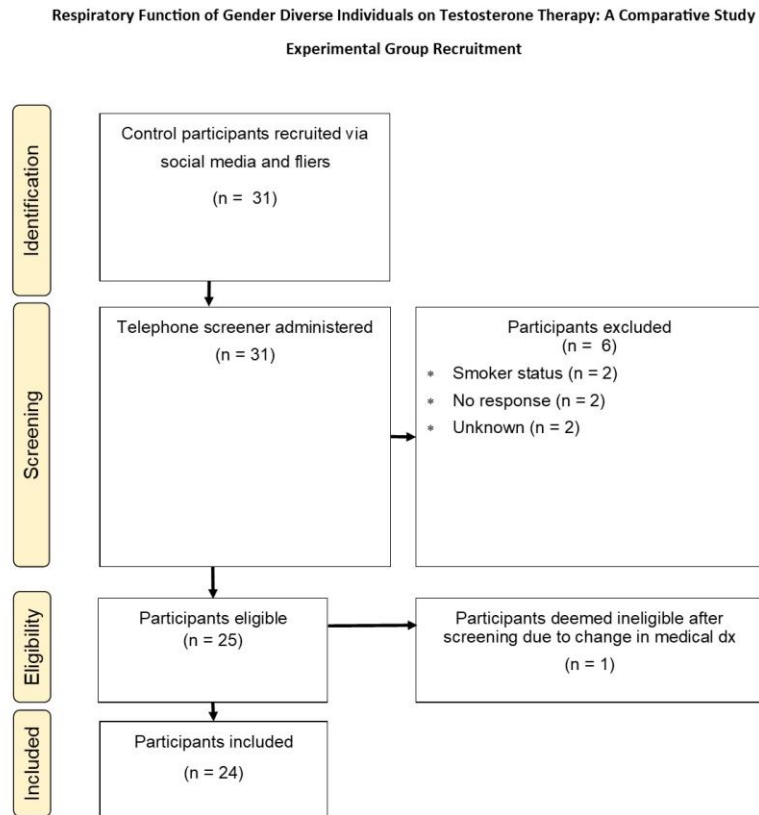 Respiratory Function of Gender Diverse Individuals on Testosterone Therapy: A Comparative Study
Experimental Group Recruitment
Identification
Control participants recruited via
social media and fliers
(n = 31)
Screening
Telephone screener administered
(n = 31)
Participants excluded
(n = 6)
* Smoker status (n = 2)
* No response (n = 2)
* Unknown (n = 2)
Eligibility
Participants eligible
(n = 25)
Participants deemed ineligible after
screening due to change in medical dx
(n = 1)
Included
Participants included
(n = 24)